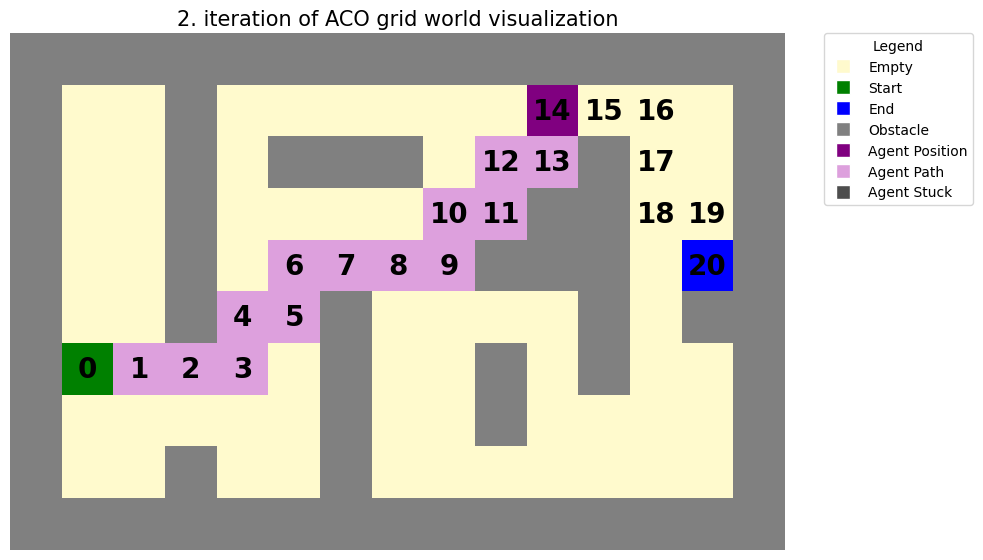 2. iteration of ACO grid world visualization
Legend
Empty
Start
End
Obstacle
Agent Position
Agent Path
Agent Stuck
14 15 16
12 13 17
10 11 18 19
6 7 8 9 20
4 5
0 1 2 3